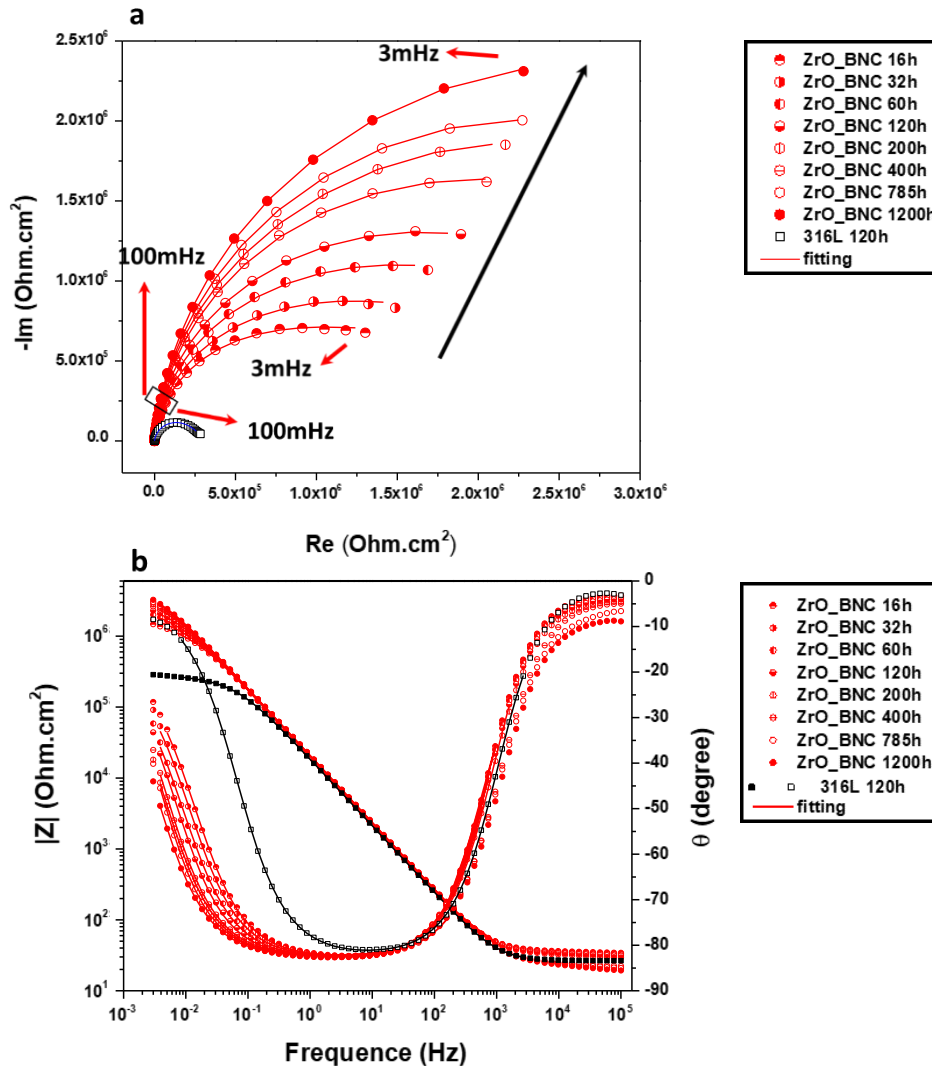 a
2.5x10⁶
2.0x10⁶
1.5x10⁶
1.0x10⁶
5.0x10⁵
0.0
-Im (Ohm.cm²)
3mHz
100mHz
3mHz
100mHz
0.0 5.0x10⁵ 1.0x10⁶ 1.5x10⁶ 2.0x10⁶ 2.5x10⁶ 3.0x10⁶
Re (Ohm.cm²)
ZrO_BNC 16h
ZrO_BNC 32h
ZrO_BNC 60h
ZrO_BNC 120h
ZrO_BNC 200h
ZrO_BNC 400h
ZrO_BNC 785h
ZrO_BNC 1200h
316L 120h
fitting
b
10⁶
10⁵
10⁴
10³
10²
10¹
|Z| (Ohm.cm²)
0
-10
-20
-30
-40
-50
-60
-70
-80
-90
θ (degree)
10⁻³ 10⁻² 10⁻¹ 10⁰ 10¹ 10² 10³ 10⁴ 10⁵
Frequence (Hz)
ZrO_BNC 16h
ZrO_BNC 32h
ZrO_BNC 60h
ZrO_BNC 120h
ZrO_BNC 200h
ZrO_BNC 400h
ZrO_BNC 785h
ZrO_BNC 1200h
316L 120h
fitting